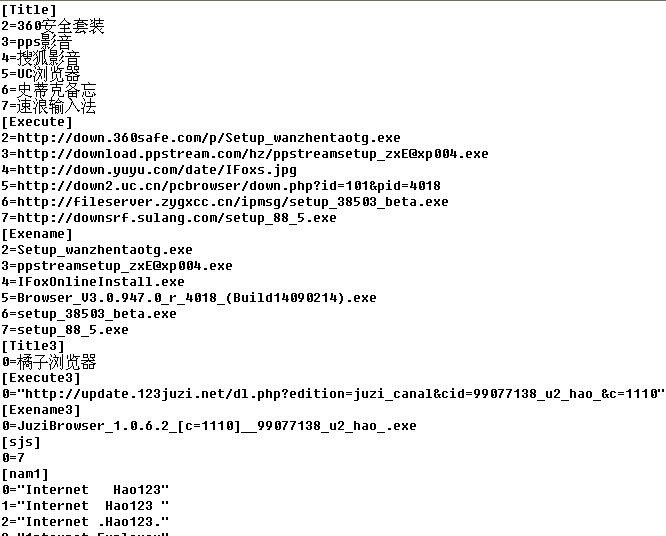 [Title]
2=360安全套装
3=pps影音
4=搜狐影音
5=UC浏览器
6=史蒂克备忘
7=速浪输入法
[Execute]
2=http://down.360safe.com/p/Setup_wanzhentaotg.exe
3=http://download.ppstream.com/hz/ppstreamsetup_zxE@xp004.exe
4=http://down.yuyu.com/date/IFoxs.jpg
5=http://down2.uc.cn/pcbrowser/down.php?id=101&pid=4018
6=http://fileserver.zygxcc.cn/ipmsg/setup_38503_beta.exe
7=http://downsrf.sulang.com/setup_88_5.exe
[Exename]
2=Setup_wanzhentaotg.exe
3=ppstreamsetup_zxE@xp004.exe
4=IFoxOnlineInstall.exe
5=Browser_V3.0.947.0_r_4018_(Build14090214).exe
6=setup_38503_beta.exe
7=setup_88_5.exe
[Title3]
0=橘子浏览器
[Execute3]
0="http://update.123juzi.net/dl.php?edition=juzi_canal&cid=99077138_u2_hao_&c=1110"
[Exename3]
0=JuziBrowser_1.0.6.2_[c=1110]__99077138_u2_hao_.exe
[sjs]
0=7
[nam1]
0="Internet   Hao123"
1="Internet  Hao123 "
2="Internet .Hao123."